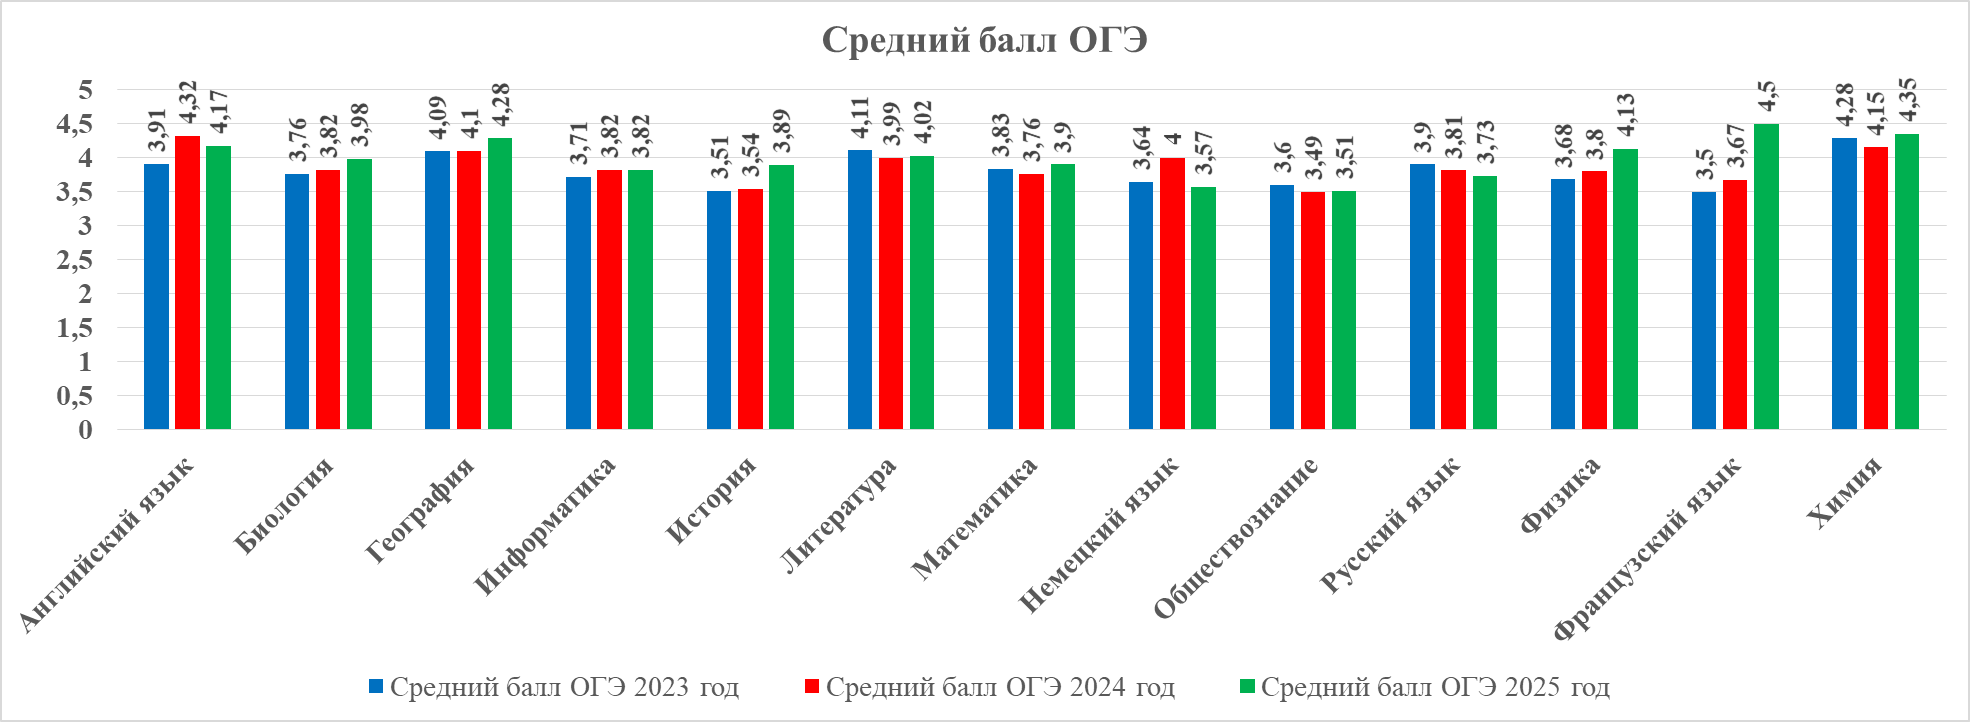 Средний балл ОГЭ
5
4,5
4
3,5
3
2,5
2
1,5
1
0,5
0
3,91 4,32 4,17
3,76 3,82 3,98
4,09 4,1 4,28
3,71 3,82 3,82
3,51 3,54 3,89
4,11 3,99 4,02
3,83 3,76 3,9
3,64 4 3,57
3,6 3,49 3,51
3,9 3,81 3,73
3,68 3,8 4,13
3,5 3,67 4,5
4,28 4,15 4,35
Английский язык
Биология
География
Информатика
История
Литература
Математика
Немецкий язык
Обществознание
Русский язык
Физика
Французский язык
Химия
Средний балл ОГЭ 2023 год
Средний балл ОГЭ 2024 год
Средний балл ОГЭ 2025 год